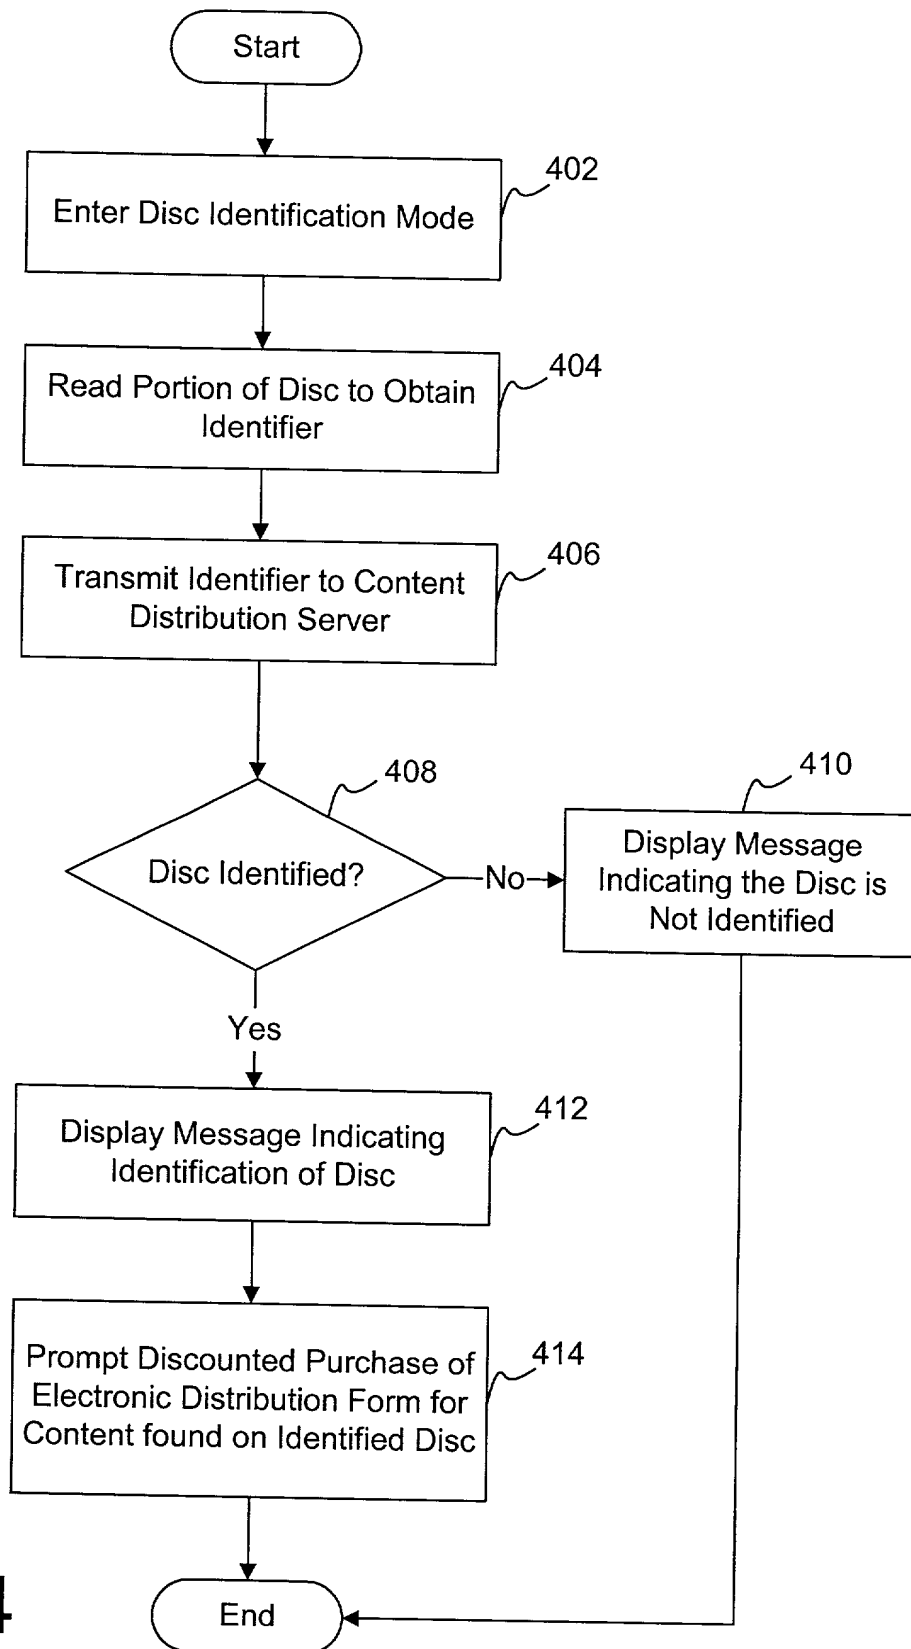 Start
402
Enter Disc Identification Mode
404
Read Portion of Disc to Obtain
Identifier
406
Transmit Identifier to Content
Distribution Server
408
Disc Identified?
No
410
Display Message
Indicating the Disc is
Not Identified
Yes
412
Display Message Indicating
Identification of Disc
414
Prompt Discounted Purchase of
Electronic Distribution Form for
Content found on Identified Disc
End